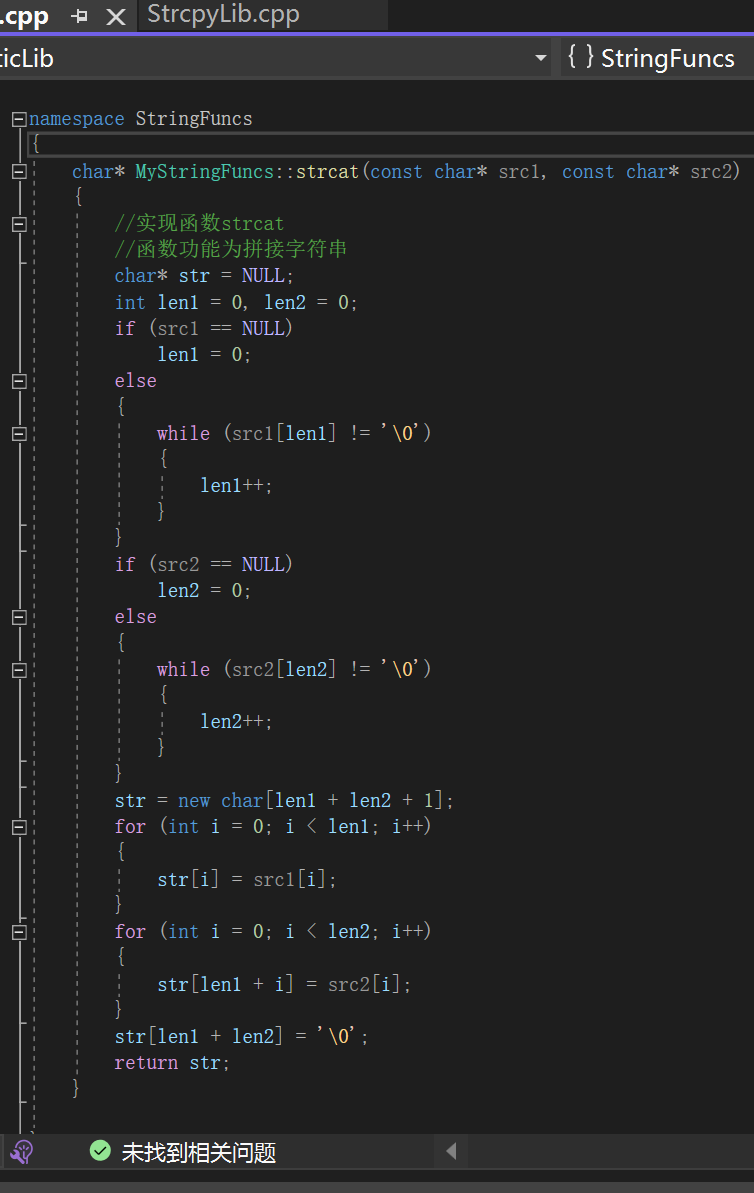 .cpp StrcpyLib.cpp
ticLib {} StringFuncs
namespace StringFuncs
{
char* MyStringFuncs::strcat(const char* src1, const char* src2)
{
//实现函数strcat
//函数功能为拼接字符串
char* str = NULL;
int len1 = 0, len2 = 0;
if (src1 == NULL)
len1 = 0;
else
{
while (src1[len1] != '\0')
{
len1++;
}
}
if (src2 == NULL)
len2 = 0;
else
{
while (src2[len2] != '\0')
{
len2++;
}
}
str = new char[len1 + len2 + 1];
for (int i = 0; i < len1; i++)
{
str[i] = src1[i];
}
for (int i = 0; i < len2; i++)
{
str[len1 + i] = src2[i];
}
str[len1 + len2] = '\0';
return str;
}
未找到相关问题